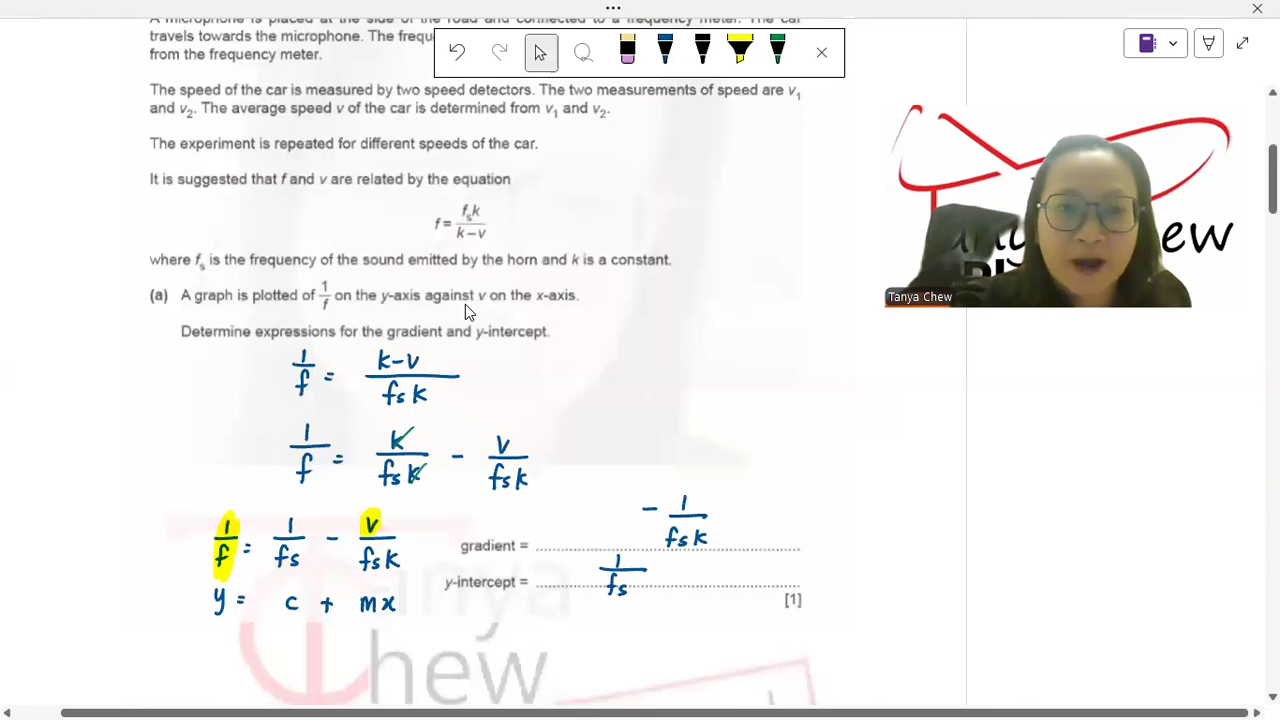 A microphone is placed at the side of the road and connected to a frequency meter. The car
travels towards the microphone. The frequ
from the frequency meter.
The speed of the car is measured by two speed detectors. The two measurements of speed are v₁
and v₂. The average speed v of the car is determined from v₁ and v₂.
The experiment is repeated for different speeds of the car.
It is suggested that f and v are related by the equation
f = fₛk / (k−v)
where fₛ is the frequency of the sound emitted by the horn and k is a constant.
(a) A graph is plotted of 1/f on the y-axis against v on the x-axis.
Determine expressions for the gradient and y-intercept.
1/f = (k−v) / (fs k)
1/f = k/(fs k) − v/(fs k)
1/f = 1/fs − v/(fs k)
y = c + mx
gradient = − 1/(fs k)
y-intercept = 1/fs
[1]
Tanya
Chew
ew
Tanya Chew